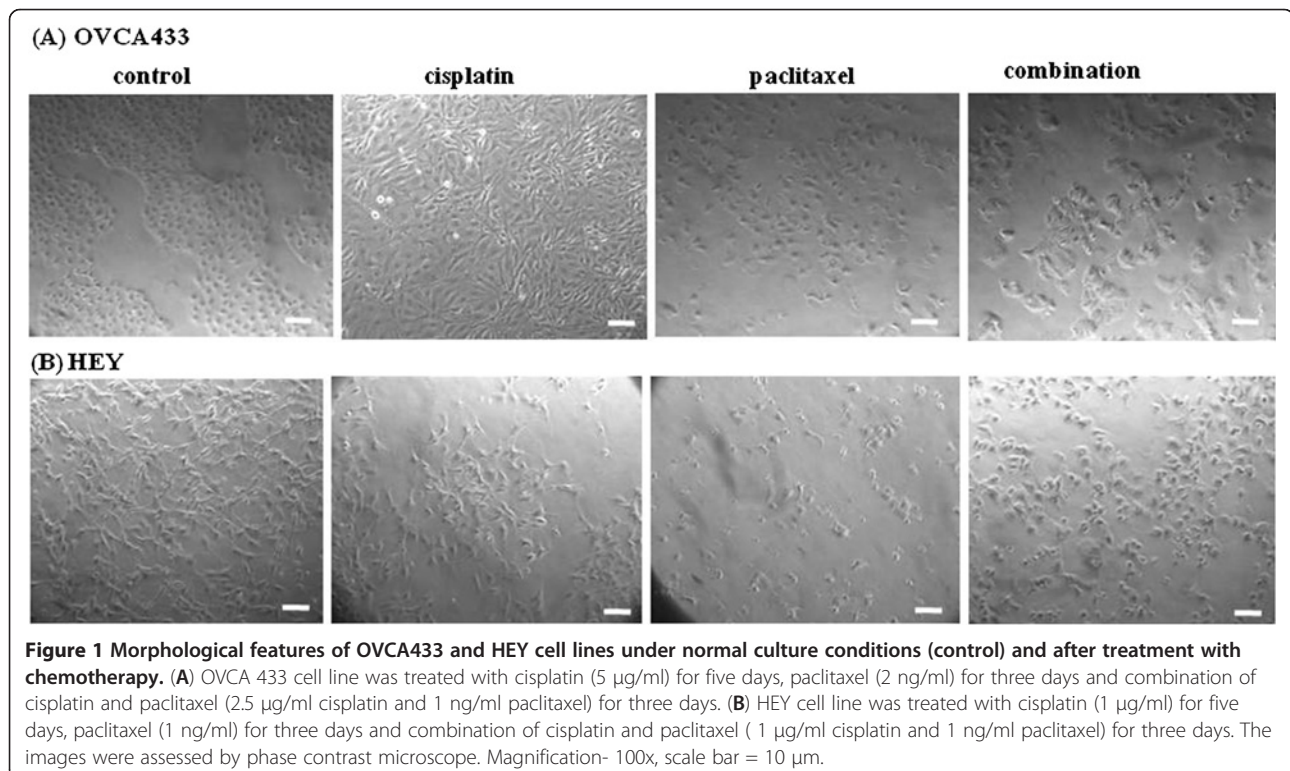 (A) OVCA433
control cisplatin paclitaxel combination
(B) HEY
control cisplatin paclitaxel combination
Figure 1 Morphological features of OVCA433 and HEY cell lines under normal culture conditions (control) and after treatment with
chemotherapy. (A) OVCA 433 cell line was treated with cisplatin (5 μg/ml) for five days, paclitaxel (2 ng/ml) for three days and combination of
cisplatin and paclitaxel (2.5 μg/ml cisplatin and 1 ng/ml paclitaxel) for three days. (B) HEY cell line was treated with cisplatin (1 μg/ml) for five
days, paclitaxel (1 ng/ml) for three days and combination of cisplatin and paclitaxel ( 1 μg/ml cisplatin and 1 ng/ml paclitaxel) for three days. The
images were assessed by phase contrast microscope. Magnification- 100x, scale bar = 10 μm.